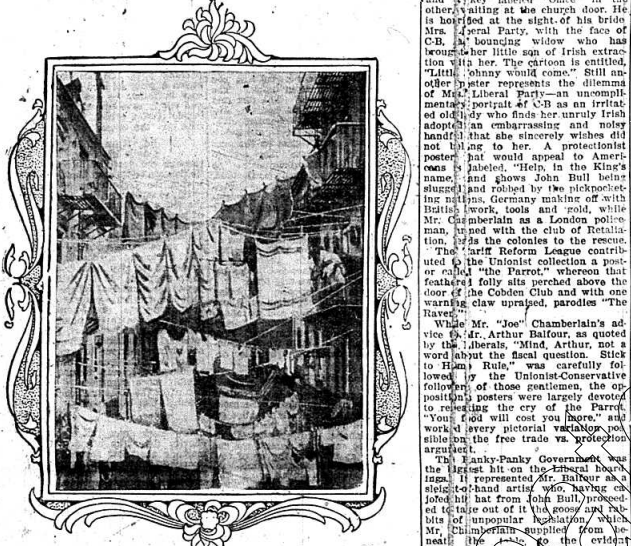 other, waiting at the church door. He
is horrified at the sight of his bride
Mrs. Liberal Party, with the face of
C-B, a bouncing widow who has
brought her little son of Irish extrac-
tion with her. The cartoon is entitled,
"Little Johnny would come." Still an-
other poster represents the dilemma
of Mrs. Liberal Party—an uncompli-
mentary portrait of C-B as an irritat-
ed old lady who finds her unruly Irish
adopted an embarrassing and noisy
handful that she sincerely wishes did
not belong to her. A protectionist
poster that would appeal to Ameri-
cans is labeled, "Help, in the King's
name," and shows John Bull being
slugged and robbed by the pickpocket-
ing nations, Germany making off with
British work, tools and gold, while
Mr. Chamberlain as a London police-
man, armed with the club of Retalia-
tion, leads the colonies to the rescue.
The Tariff Reform League contrib-
uted to the Unionist collection a post-
er called "the Parrot," whereon that
feathered folly sits perched above the
door of the Cobden Club and with one
warning claw upraised, parodies "The
Raven."
While Mr. "Joe" Chamberlain's ad-
vice to Mr. Arthur Balfour, as quoted
by the Liberals, "Mind, Arthur, not a
word about the fiscal question. Stick
to Home Rule," was carefully fol-
lowed by the Unionist-Conservative
followers of those gentlemen, the op-
position's posters were largely devoted
to repeating the cry of the Parrot,
"Your food will cost you more," and
worked every pictorial variation pos-
sible on the free trade vs. protection
argument.
The Hanky-Panky Government was
the biggest hit on the Liberal hoard-
ings. It represented Mr. Balfour as a
sleight-of-hand artist who, having ca-
joled his hat from John Bull, proceed-
ed to take out of it the goose and rab-
bits of unpopular legislation, which
Mr. Chamberlain supplied from be-
neath the table, to the evident